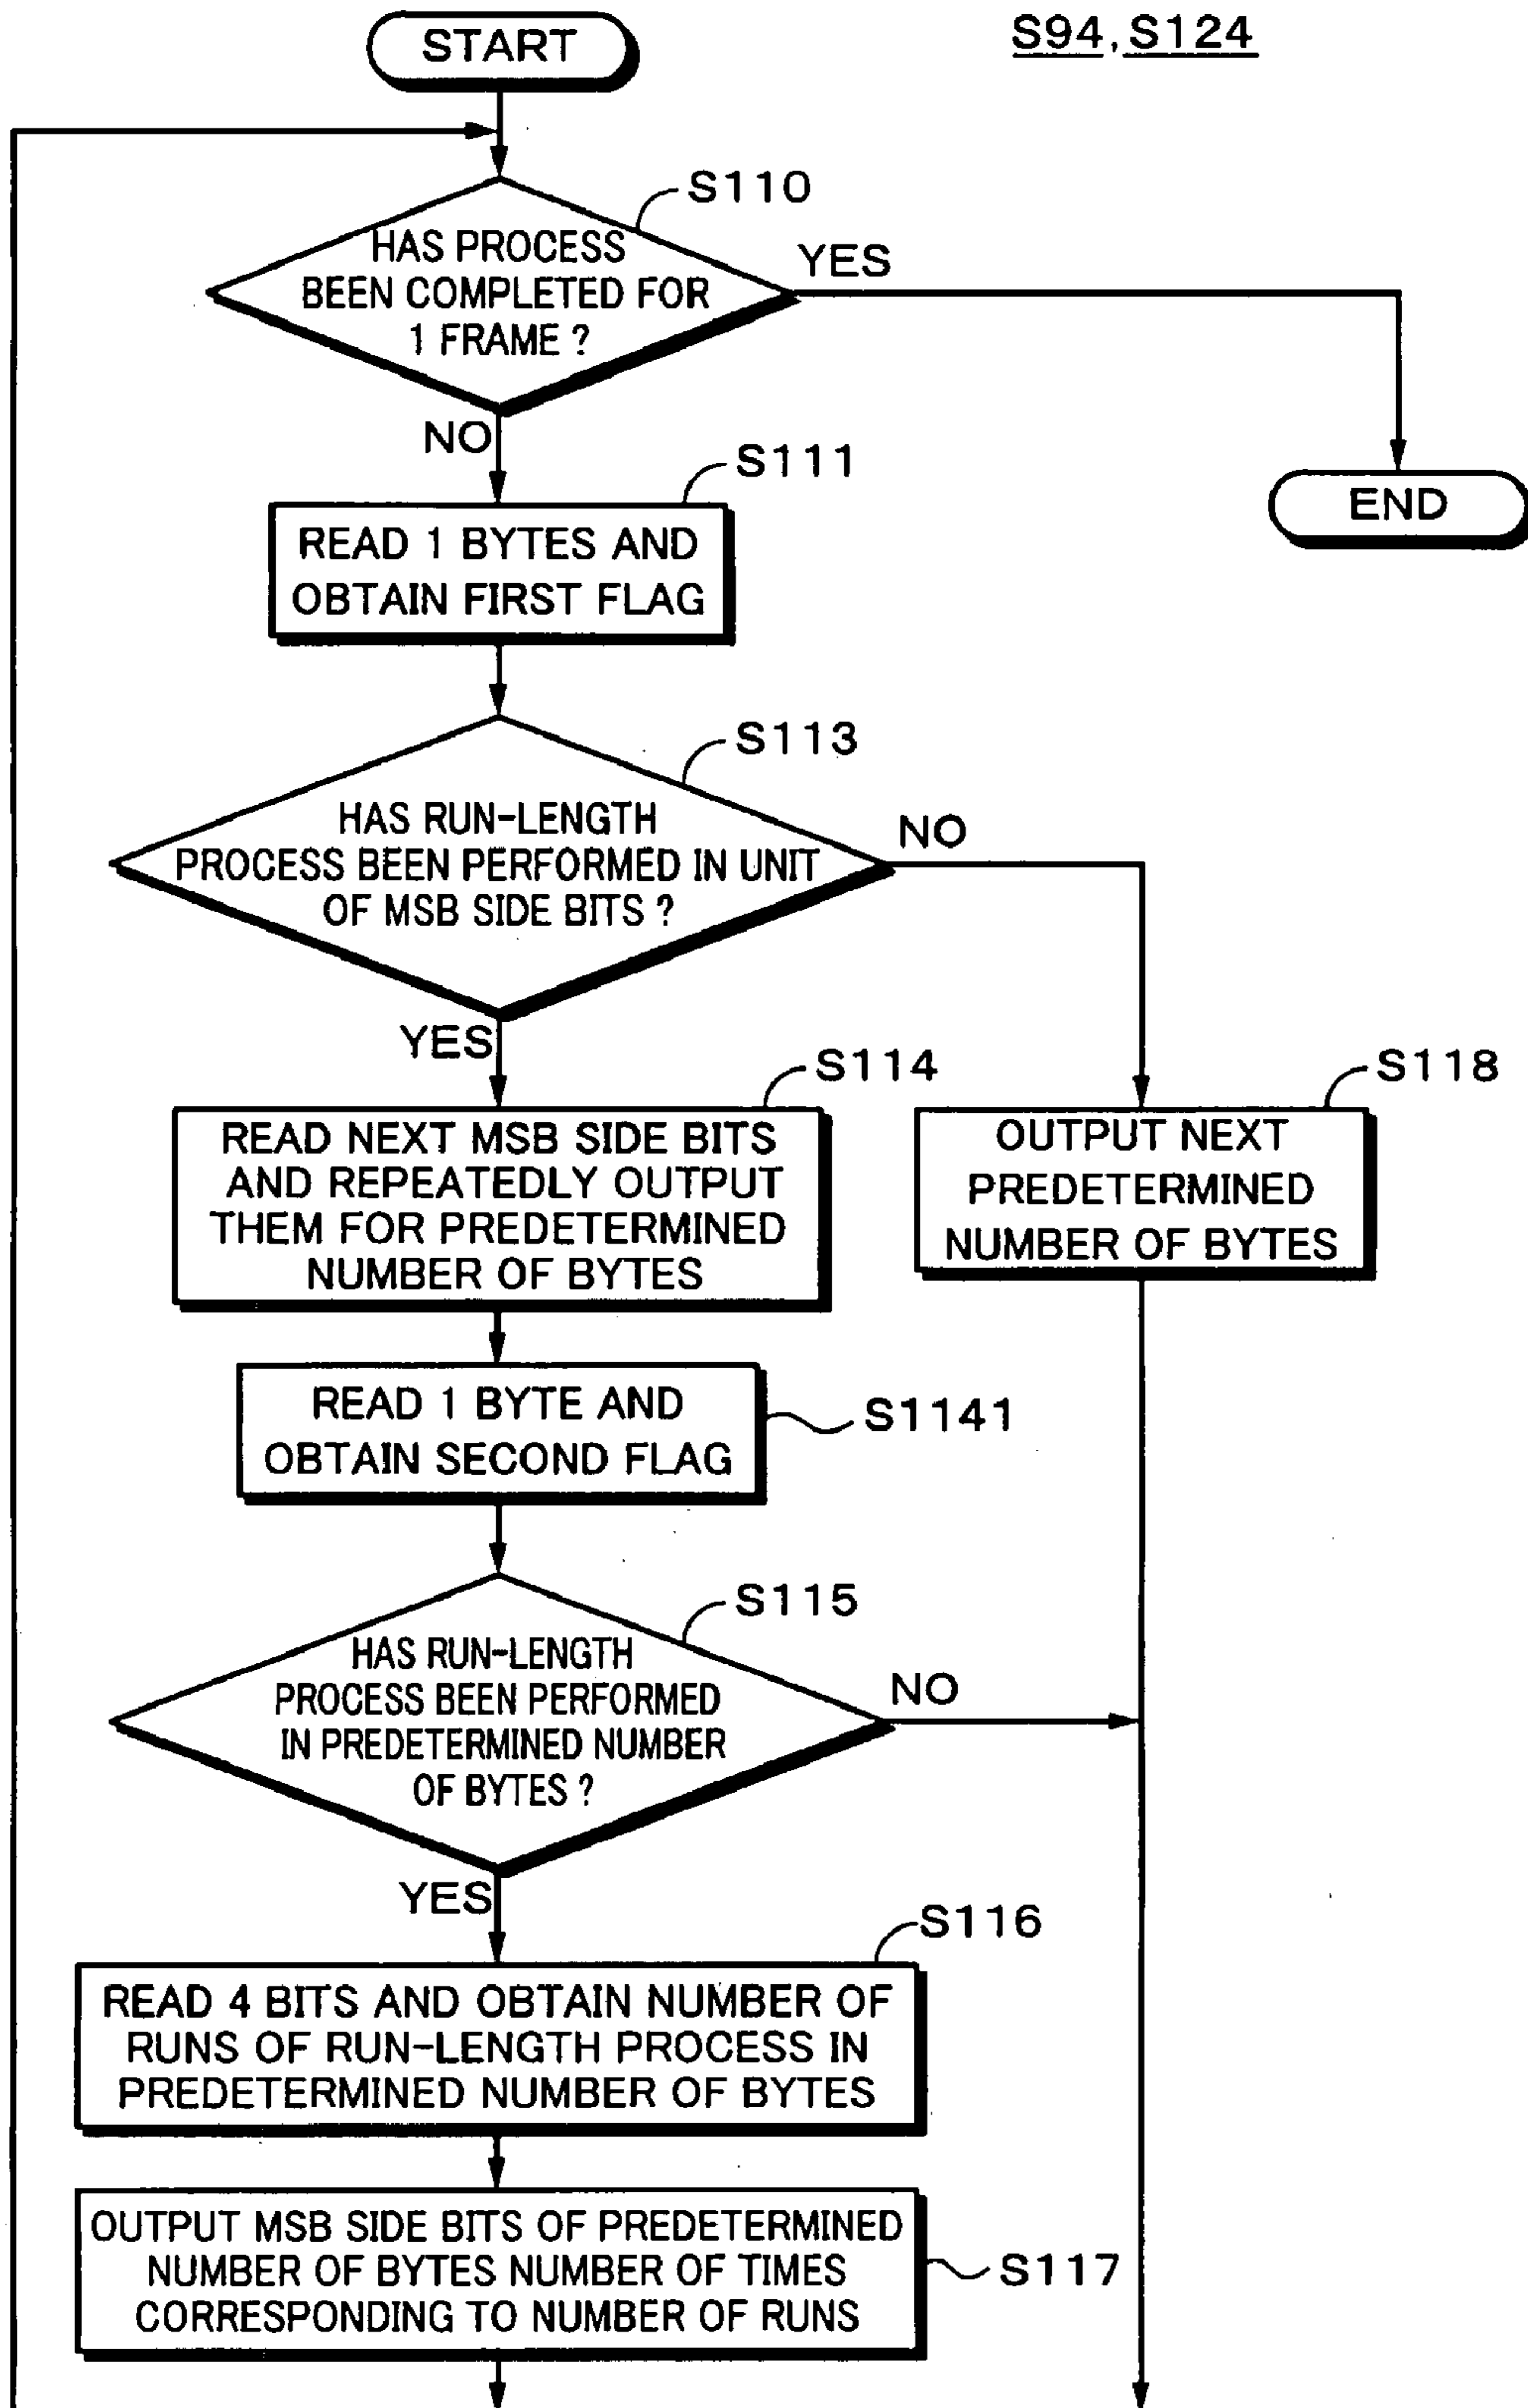 START
S94, S124
S110
HAS PROCESS
BEEN COMPLETED FOR
1 FRAME ?
YES
NO
S111
READ 1 BYTES AND
OBTAIN FIRST FLAG
END
S113
HAS RUN-LENGTH
PROCESS BEEN PERFORMED IN UNIT
OF MSB SIDE BITS ?
NO
YES
S114
READ NEXT MSB SIDE BITS
AND REPEATEDLY OUTPUT
THEM FOR PREDETERMINED
NUMBER OF BYTES
S118
OUTPUT NEXT
PREDETERMINED
NUMBER OF BYTES
READ 1 BYTE AND
OBTAIN SECOND FLAG
S1141
S115
HAS RUN-LENGTH
PROCESS BEEN PERFORMED
IN PREDETERMINED NUMBER
OF BYTES ?
NO
YES
S116
READ 4 BITS AND OBTAIN NUMBER OF
RUNS OF RUN-LENGTH PROCESS IN
PREDETERMINED NUMBER OF BYTES
OUTPUT MSB SIDE BITS OF PREDETERMINED
NUMBER OF BYTES NUMBER OF TIMES
CORRESPONDING TO NUMBER OF RUNS
S117